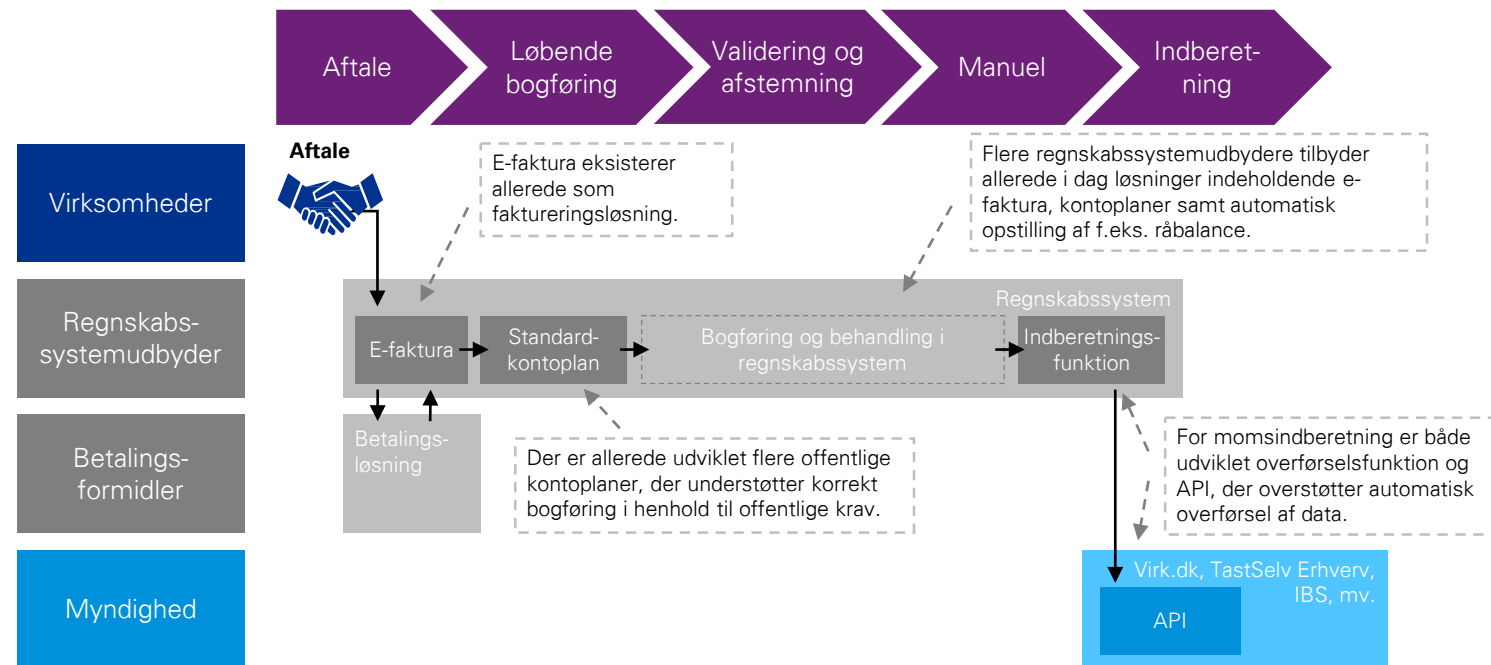 Aftale
Løbende
bogføring
Validering og
afstemning
Manuel
Indberet-
ning
Virksomheder
Aftale
E-faktura eksisterer
allerede som
faktureringsløsning.
Flere regnskabssystemudbydere tilbyder
allerede i dag løsninger indeholdende e-
faktura, kontoplaner samt automatisk
opstilling af f.eks. råbalance.
Regnskabs-
systemudbyder
Regnskabssystem
E-faktura
Standard-
kontoplan
Bogføring og behandling i
regnskabssystem
Indberetnings-
funktion
Betalings-
formidler
Betalings-
løsning
Der er allerede udviklet flere offentlige
kontoplaner, der understøtter korrekt
bogføring i henhold til offentlige krav.
For momsindberetning er både
udviklet overførselsfunktion og
API, der overstøtter automatisk
overførsel af data.
Myndighed
Virk.dk, TastSelv Erhverv,
IBS, mv.
API